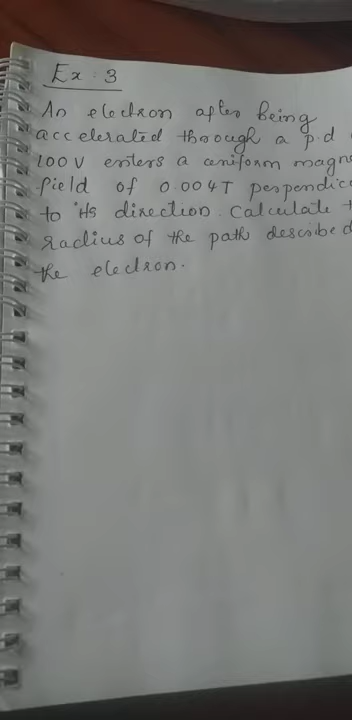 Ex : 3
An electron after being
accelerated through a p.d
100 V enters a uniform magne
field of 0.004T perpendic
to its direction. Calculate t
radius of the path described
the electron.